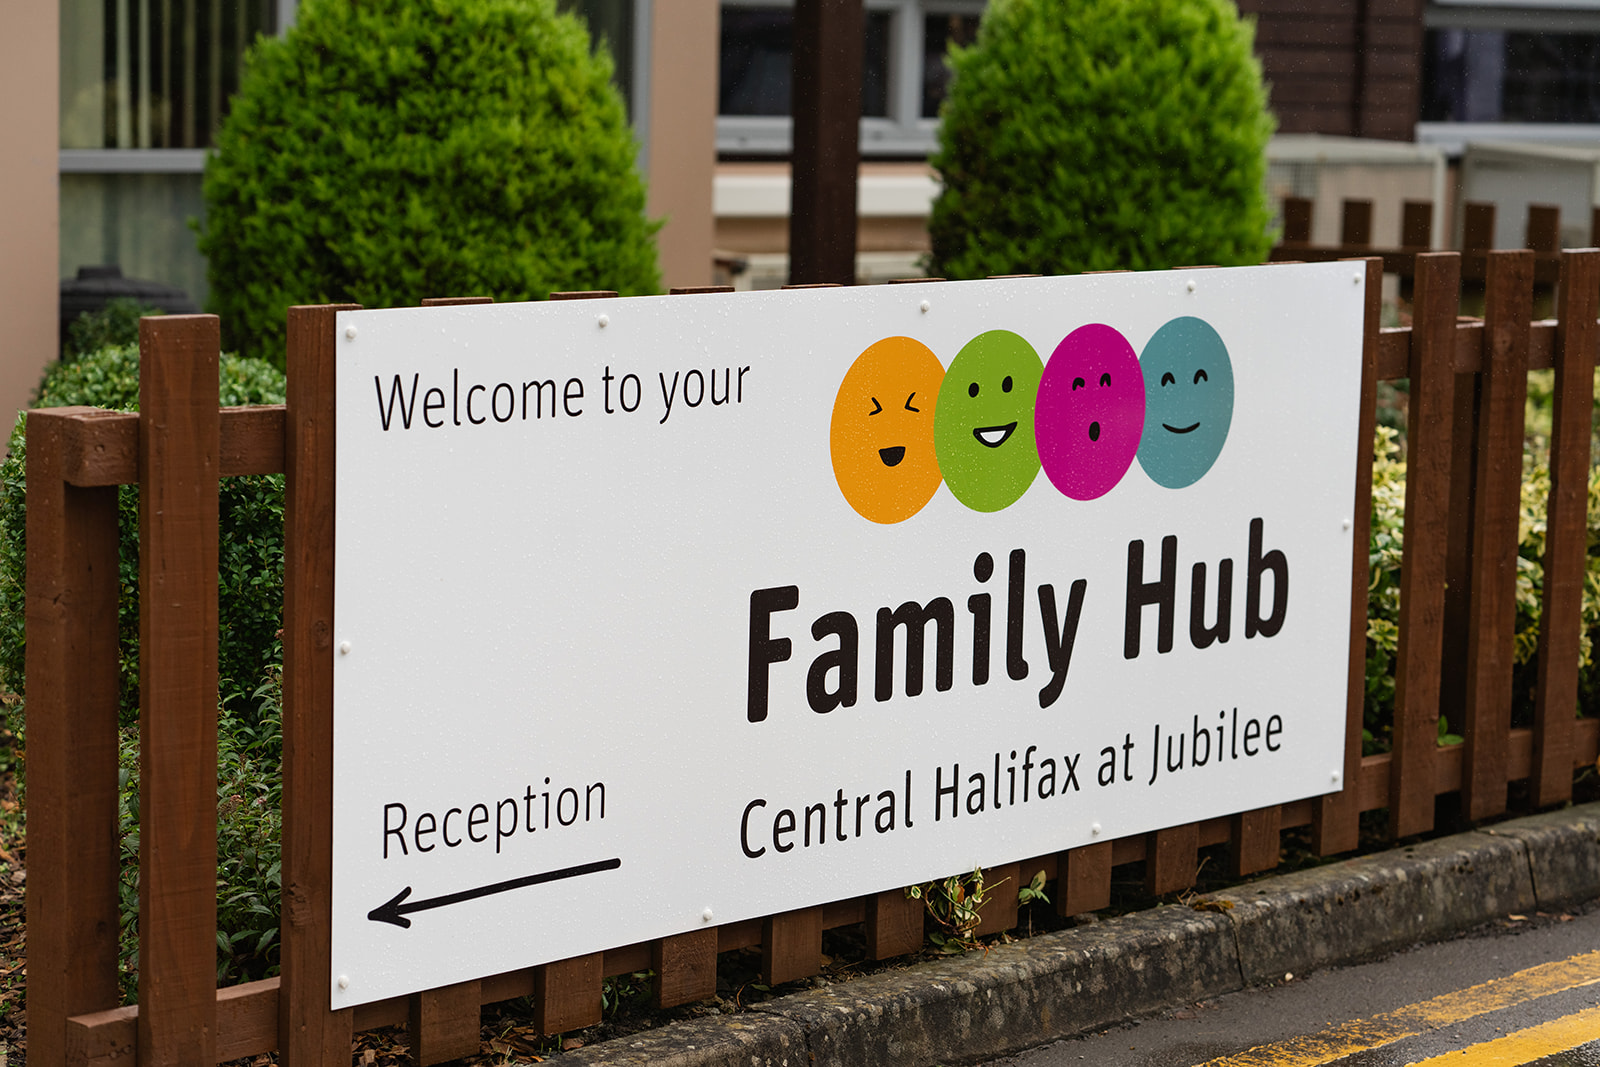 Welcome to your
Family Hub
Central Halifax at Jubilee
Reception